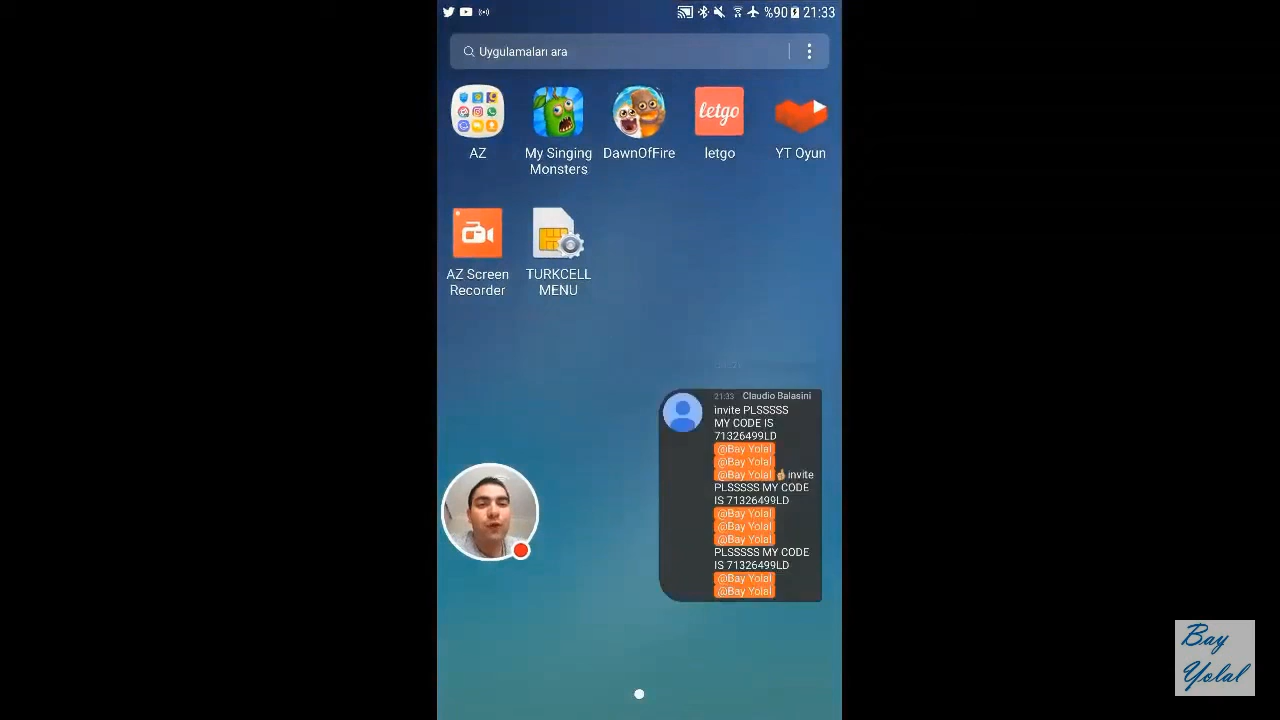 %90 21:33
Uygulamaları ara
letgo
AZ
My Singing
Monsters
DawnOfFire
letgo
YT Oyun
AZ Screen
Recorder
TURKCELL
MENU
21:33 Claudio Balasini
invite PLSSSSS
MY CODE IS
71326499LD
@Bay Yolal
@Bay Yolal
@Bay Yolal invite
PLSSSSS MY CODE
IS 71326499LD
@Bay Yolal
@Bay Yolal
@Bay Yolal
PLSSSSS MY CODE
IS 71326499LD
@Bay Yolal
@Bay Yolal
Bay
Yolal